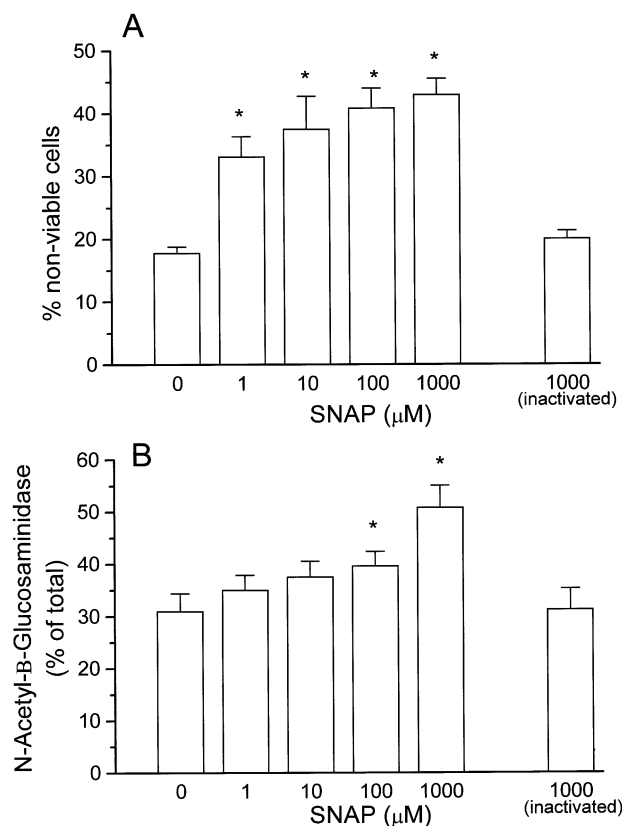 A
50
40
30
20
10
0
% non-viable cells
* * * *
0 1 10 100 1000 1000
(inactivated)
SNAP (μM)
B
60
50
40
30
20
10
0
N-Acetyl-B-Glucosaminidase
(% of total)
* *
0 1 10 100 1000 1000
(inactivated)
SNAP (μM)